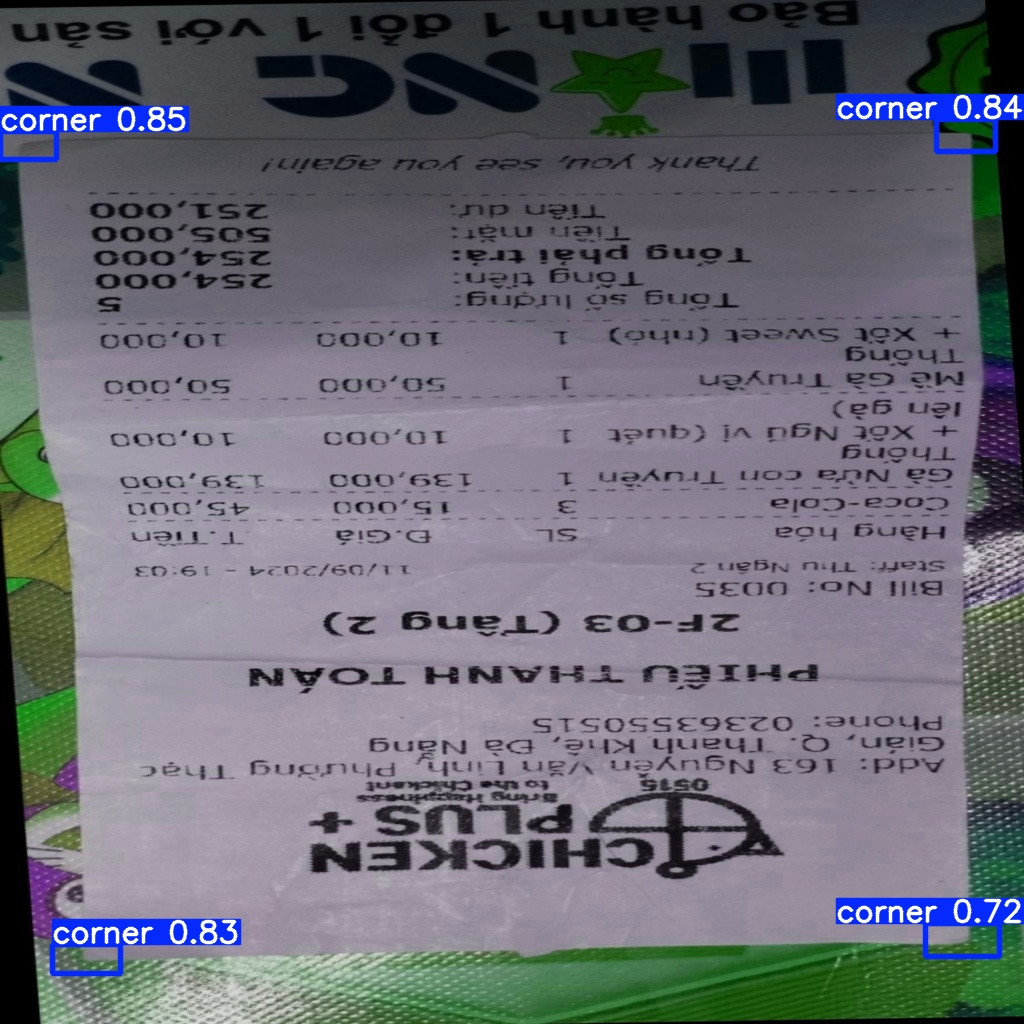 CHICKEN
PLUS +
Bring Happiness
to the Chicken!
0515
Add: 163 Nguyễn Văn Linh, Phường Thạc
Gián, Q. Thanh Khê, Đà Nẵng
Phone: 02363550515
PHIẾU THANH TOÁN
2F-03 (Tầng 2)
Bill No: 0035
Staff: Thu Ngân 2 11/09/2024 - 19:03
Hàng hóa SL Đ.Giá T.Tiền
Coca-Cola 3 15,000 45,000
Gà Nửa con Truyền 1 139,000 139,000
Thống
+ Xốt Ngũ vị (quét 1 10,000 10,000
lên gà)
Mề Gà Truyền 1 50,000 50,000
Thống
+ Xốt Sweet (nhỏ) 1 10,000 10,000
Tổng số lượng: 5
Tổng tiền: 254,000
Tổng phải trả: 254,000
Tiền mặt: 505,000
Tiền dư: 251,000
Thank you, see you again!
Bảo hành 1 đổi 1 với sản
corner 0.85
corner 0.84
corner 0.83
corner 0.72